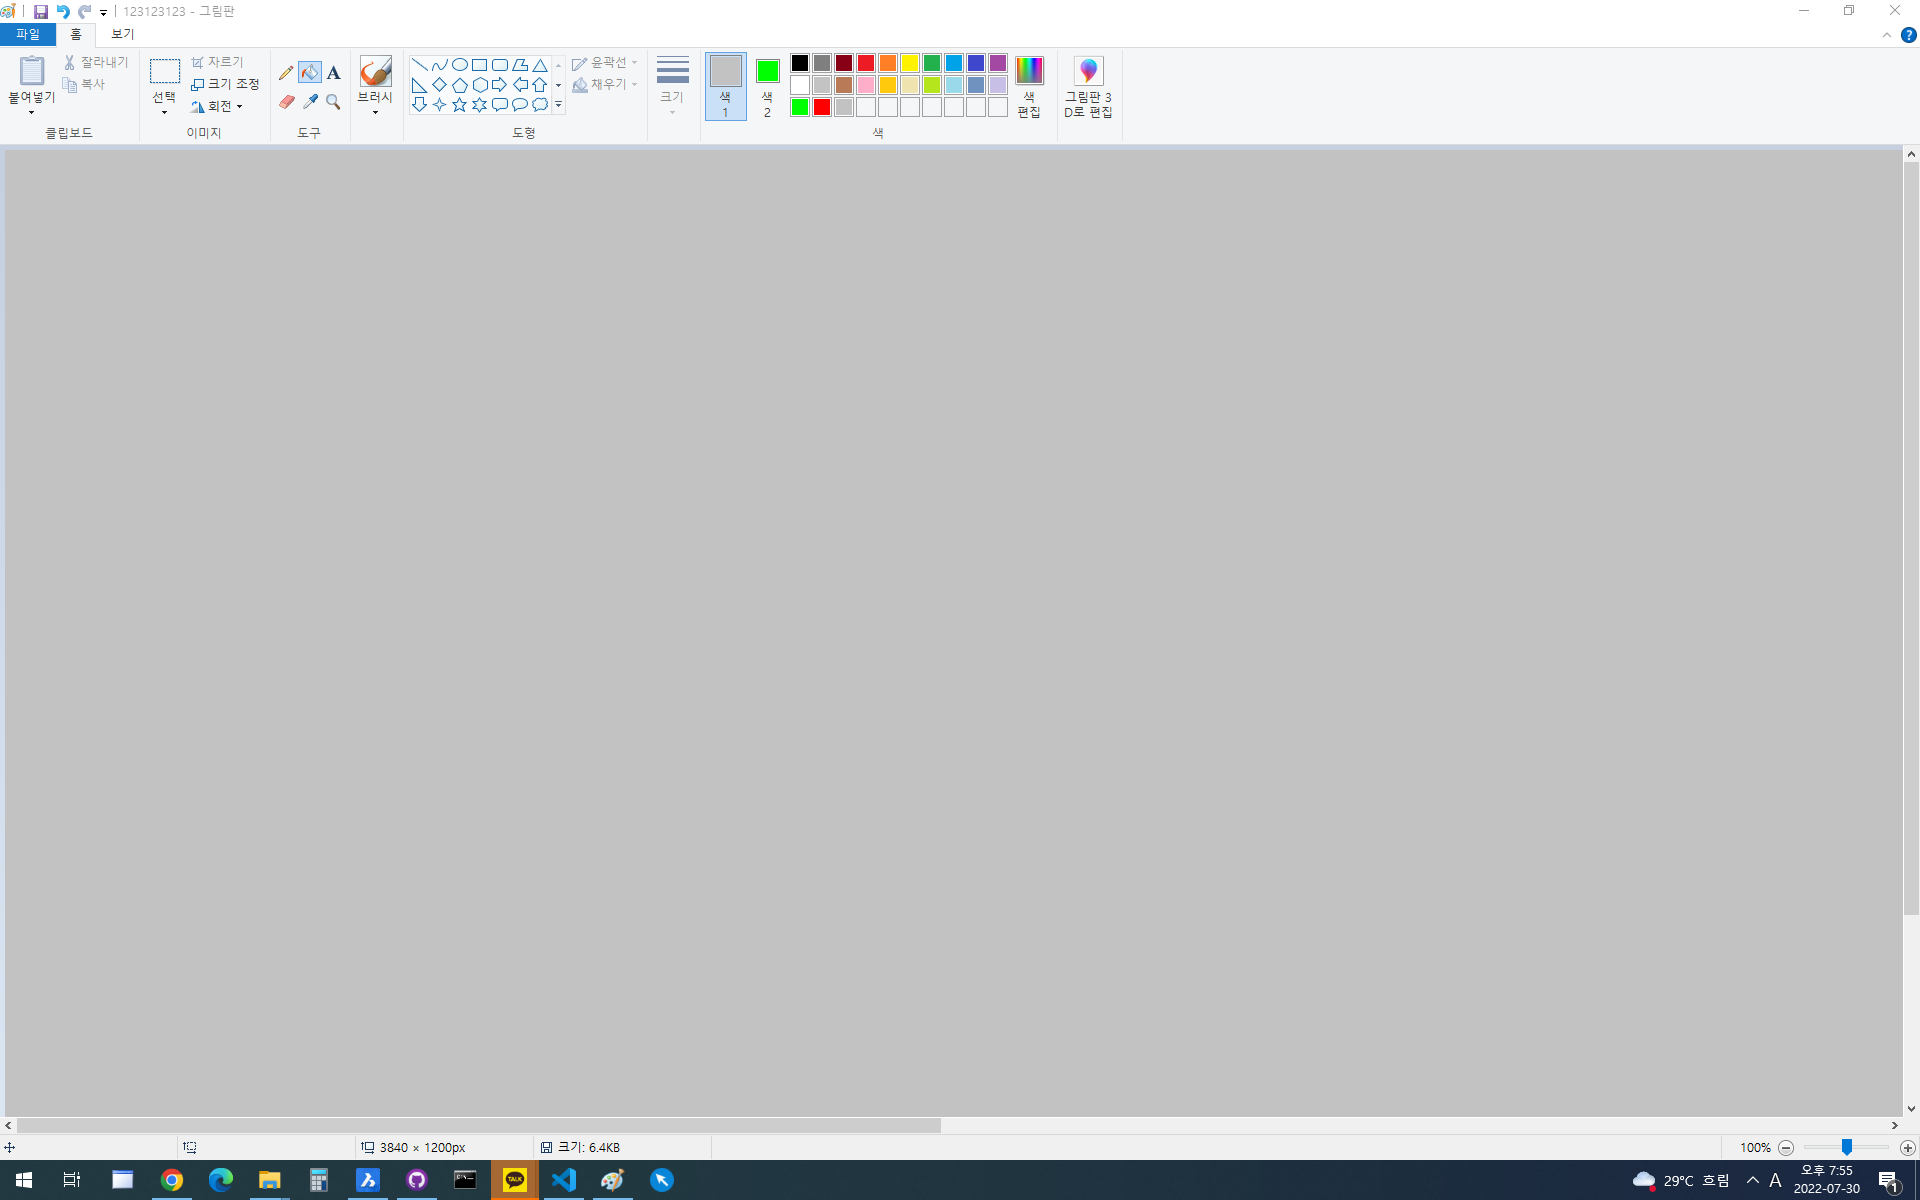 123123123 - 그림판
파일 홈 보기
붙여넣기
잘라내기
복사
클립보드
선택
자르기
크기 조정
회전
이미지
A
도구
브러시
윤곽선
채우기
도형
크기
색
1
색
2
색
편집
색
그림판 3
D로 편집
3840 × 1200px
크기: 6.4KB
100%
TALK
29°C 흐림
A
오후 7:55
2022-07-30
1